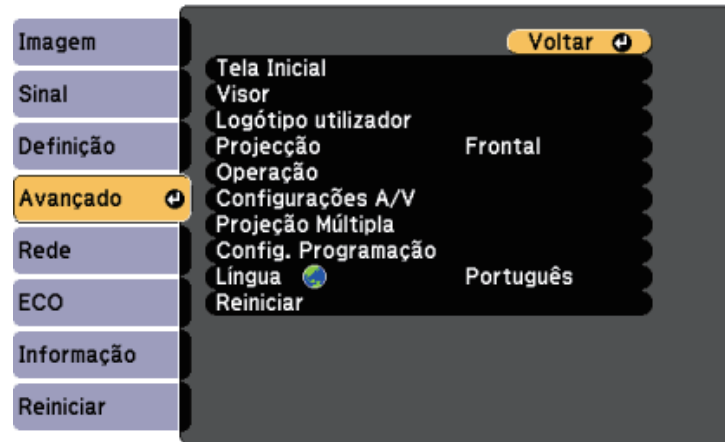 Imagem
Sinal
Definição
Avançado
Rede
ECO
Informação
Reiniciar
Voltar
Tela Inicial
Visor
Logótipo utilizador
Projecção Frontal
Operação
Configurações A/V
Projeção Múltipla
Config. Programação
Língua Português
Reiniciar